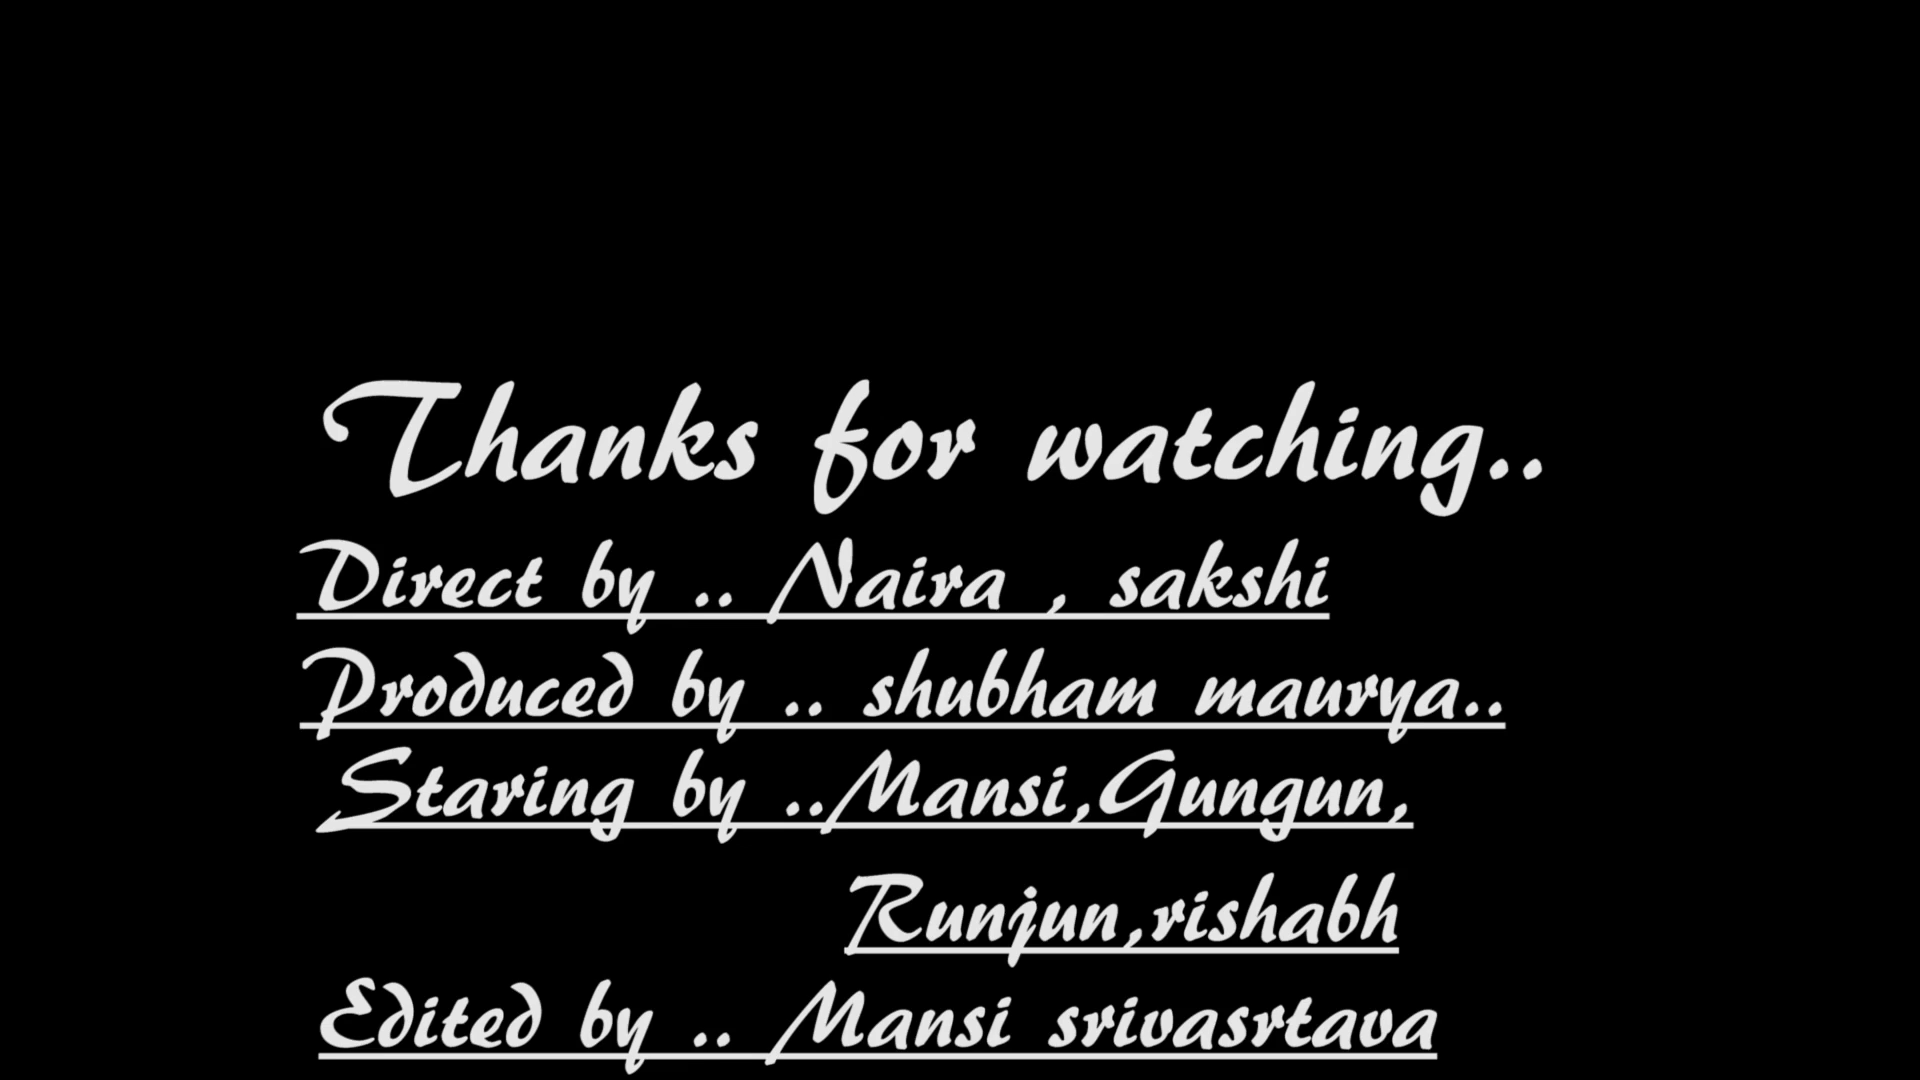 Thanks for watching..
Direct by .. Naira , sakshi
Produced by .. shubham maurya..
Staring by ..Mansi,Gungun,
Runjun,rishabh
Edited by .. Mansi srivasrtava